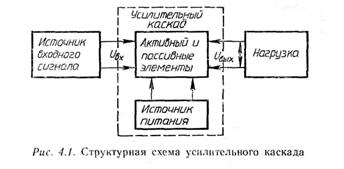 Усилительный
каскад
Источник
входного
сигнала
Uвх
Активный и
пассивные
элементы
Uвых
Нагрузка
Источник
питания
Рис. 4.1. Структурная схема усилительного каскада